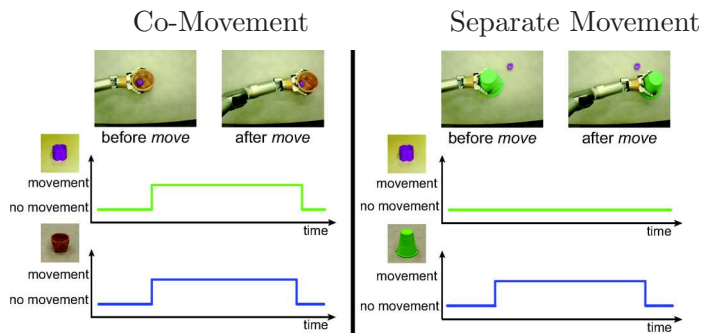 Co-Movement
before move
after move
movement
no movement
time
movement
no movement
time
Separate Movement
before move
after move
movement
no movement
time
movement
no movement
time